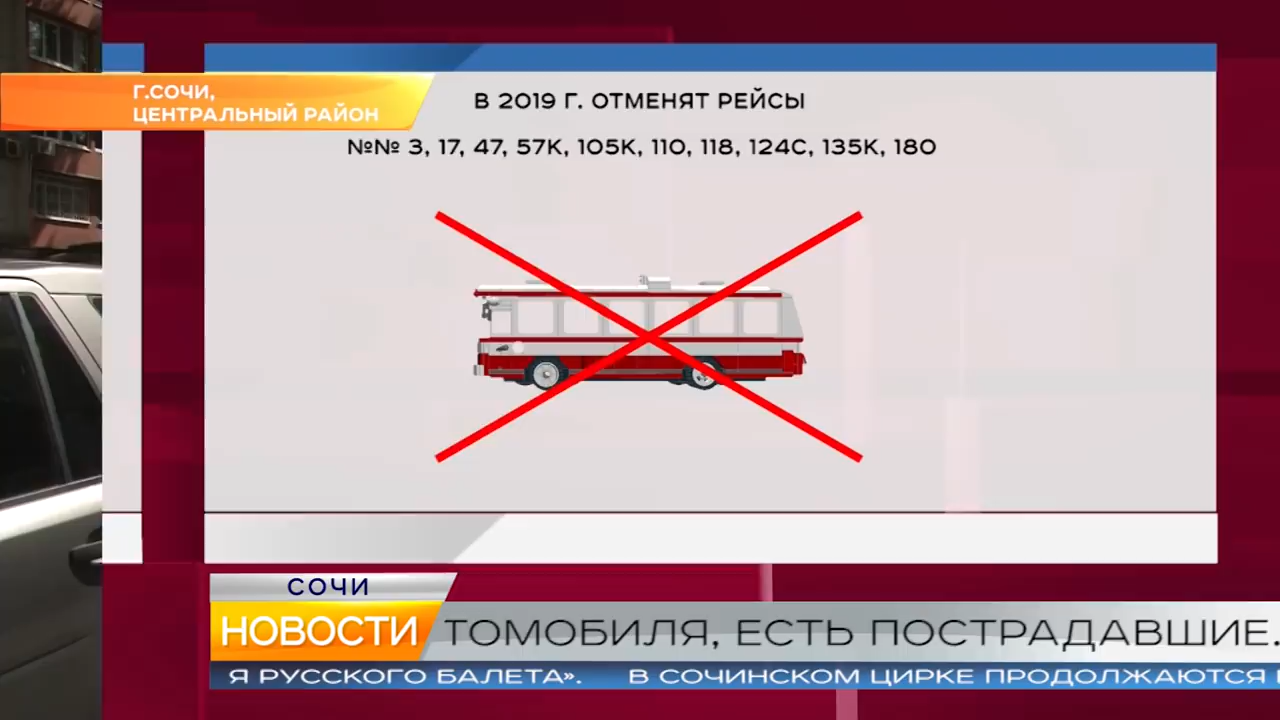 Г.СОЧИ,
ЦЕНТРАЛЬНЫЙ РАЙОН
В 2019 Г. ОТМЕНЯТ РЕЙСЫ
№№ 3, 17, 47, 57К, 105К, 110, 118, 124С, 135К, 180
СОЧИ
НОВОСТИ
ТОМОБИЛЯ, ЕСТЬ ПОСТРАДАВШИЕ.
Я РУССКОГО БАЛЕТА». В СОЧИНСКОМ ЦИРКЕ ПРОДОЛЖАЮТСЯ